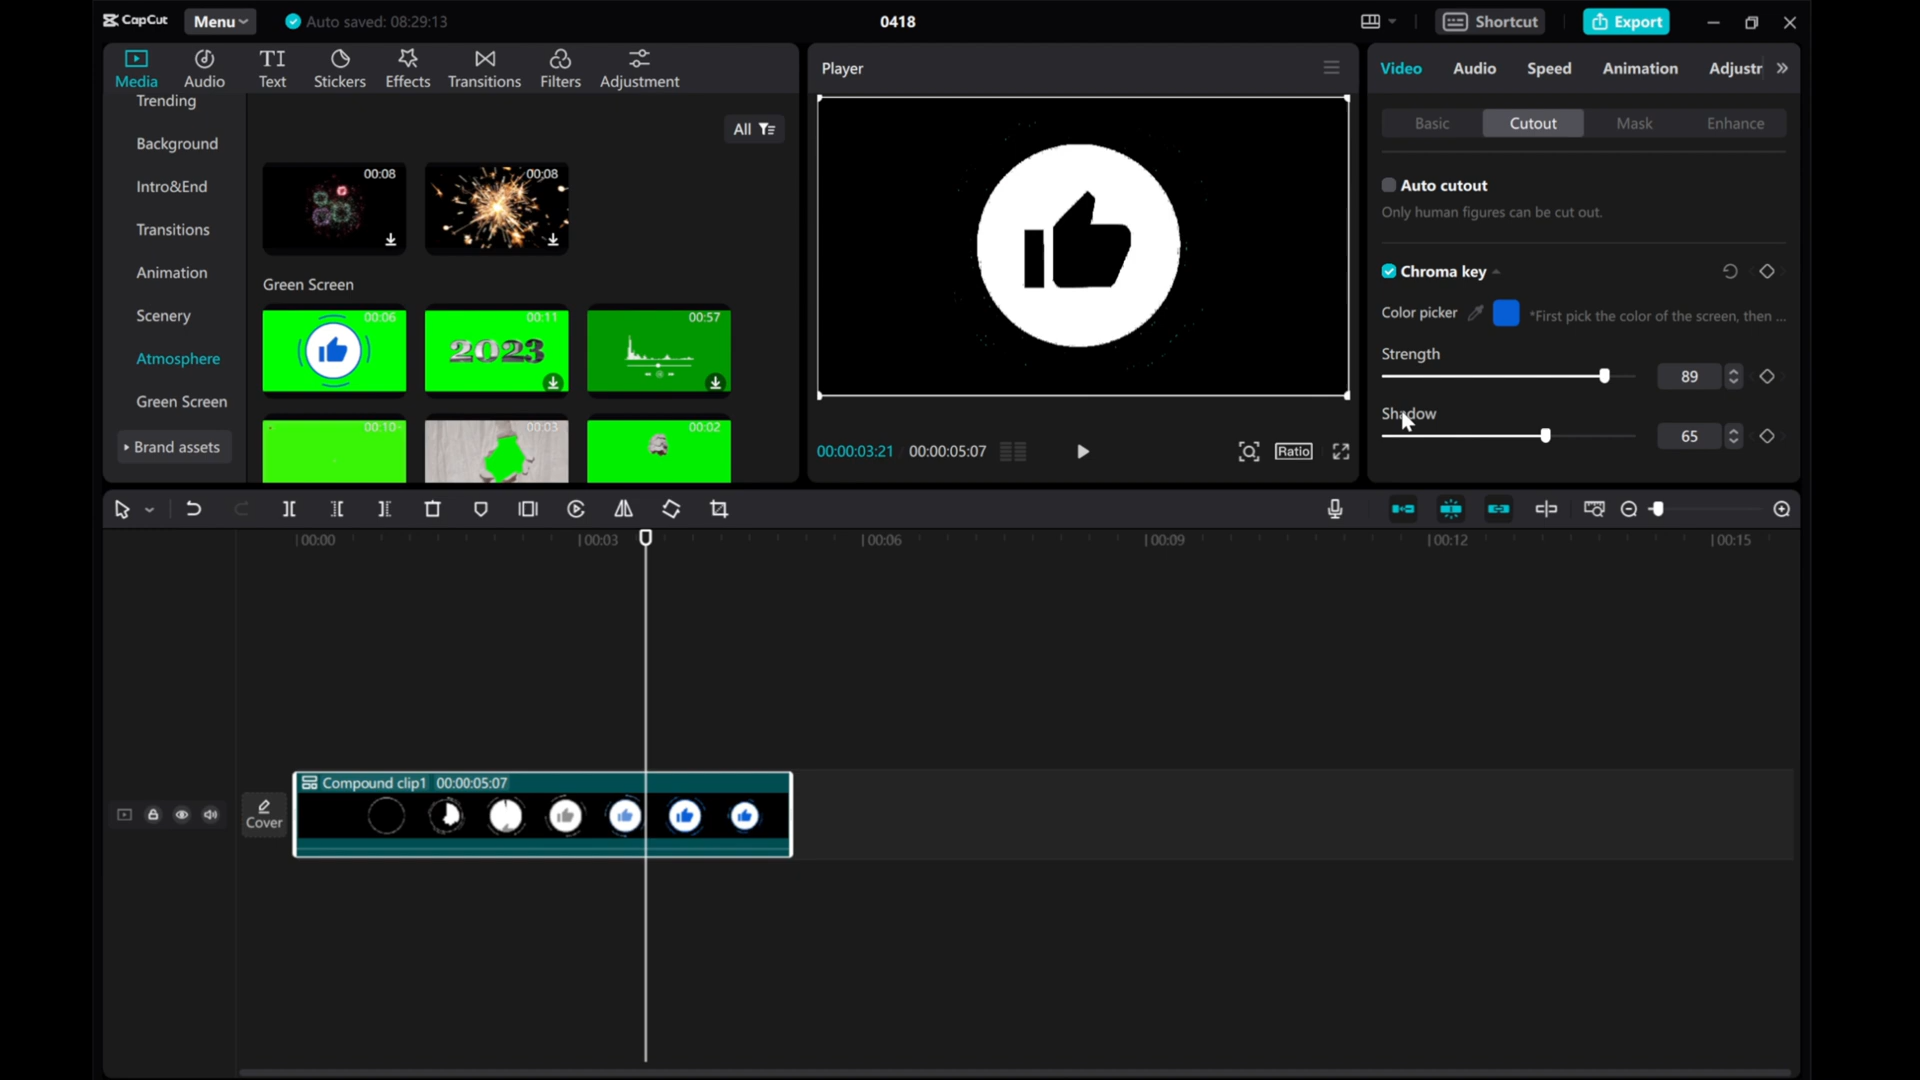 CapCut
Menu
Auto saved: 08:29:13
0418
Shortcut
Export
Media
Audio
Text
Stickers
Effects
Transitions
Filters
Adjustment
Trending
Background
Intro&End
Transitions
Animation
Scenery
Atmosphere
Green Screen
Brand assets
All
00:08
00:08
Green Screen
00:06
00:11
2023
00:57
00:10
00:03
00:02
Player
00:00:03:21
00:00:05:07
Ratio
Video
Audio
Speed
Animation
Adjustr
Basic
Cutout
Mask
Enhance
Auto cutout
Only human figures can be cut out.
Chroma key
Color picker
*First pick the color of the screen, then ...
Strength
89
Shadow
65
00:00
00:03
00:06
00:09
00:12
00:15
Cover
Compound clip1 00:00:05:07